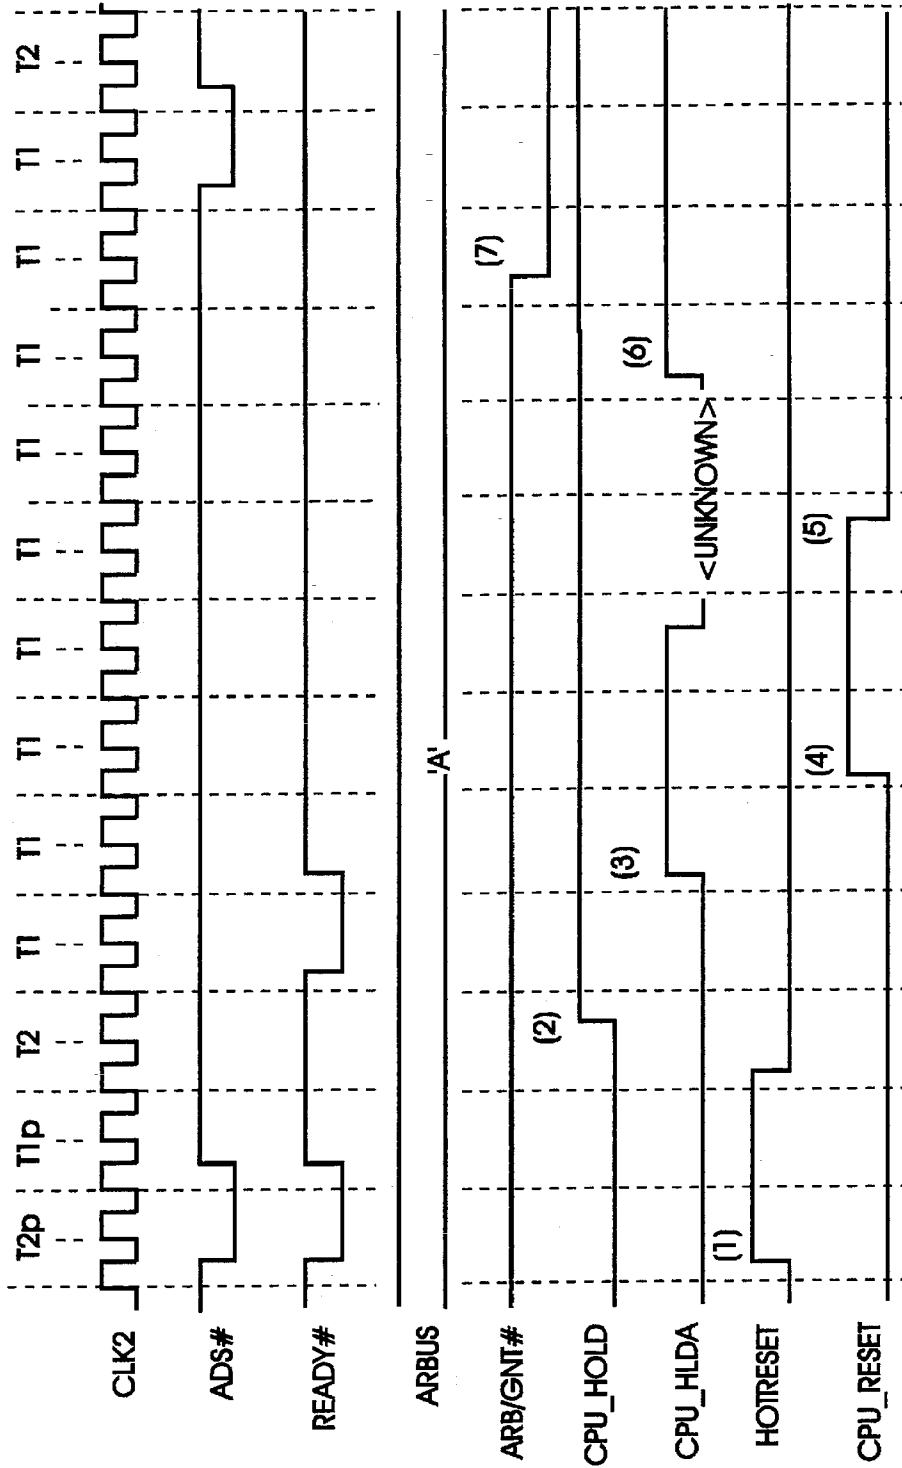 T2p T1p T2 T1 T1 T1 T1 T1 T1 T1 T1 T1 T2
CLK2
ADS#
READY#
ARBUS 'A'
ARB/GNT# (7)
CPU_HOLD (2)
CPU_HLDA (3) <UNKNOWN> (6)
HOTRESET (1)
CPU_RESET (4) (5)